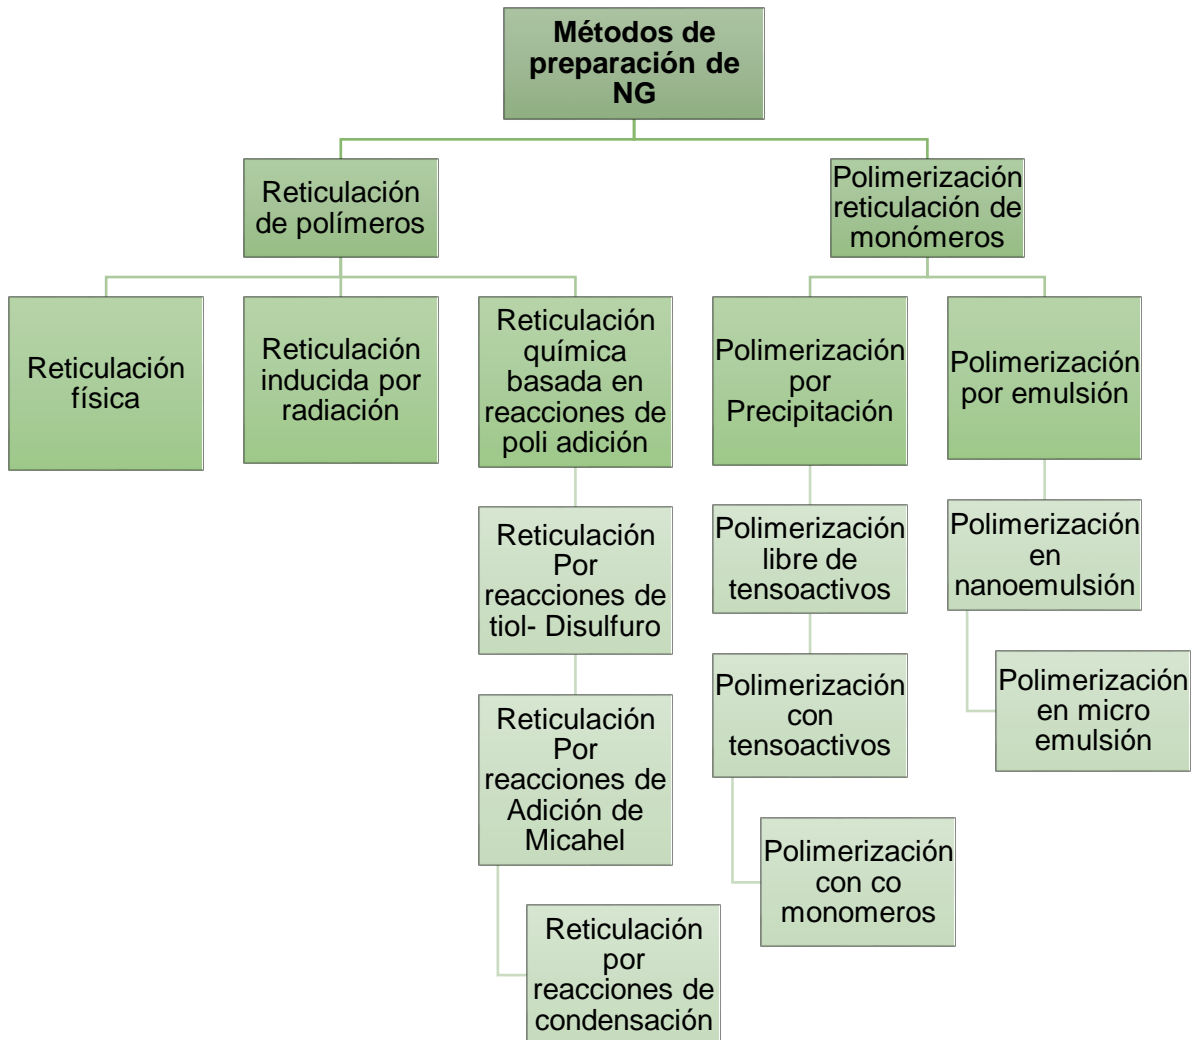 Métodos de
preparación de
NG
Reticulación
de polímeros
Polimerización
reticulación de
monómeros
Reticulación
física
Reticulación
inducida por
radiación
Reticulación
química
basada en
reacciones de
poli adición
Polimerización
por
Precipitación
Polimerización
por emulsión
Reticulación
Por
reacciones de
tiol- Disulfuro
Polimerización
libre de
tensoactivos
Polimerización
en
nanoemulsión
Reticulación
Por
reacciones de
Adición de
Micahel
Polimerización
con
tensoactivos
Polimerización
en micro
emulsión
Polimerización
con co
monomeros
Reticulación
por
reacciones de
condensación